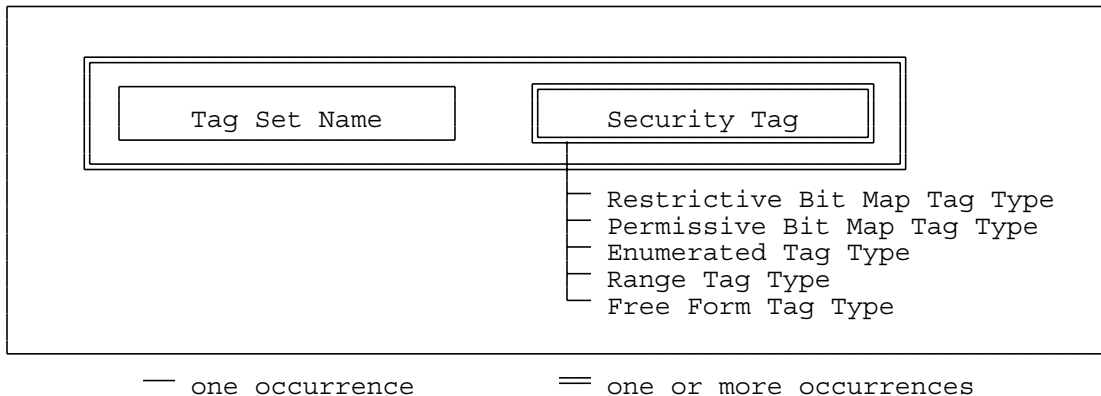 Tag Set Name Security Tag
Restrictive Bit Map Tag Type
Permissive Bit Map Tag Type
Enumerated Tag Type
Range Tag Type
Free Form Tag Type
one occurrence one or more occurrences